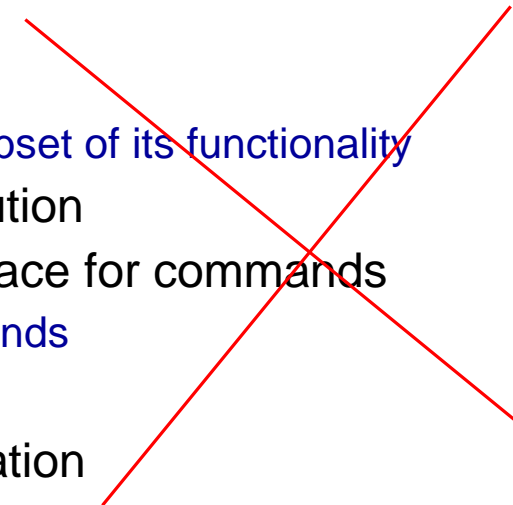 bset of its functionality
ution
ace for commands
nds
ation